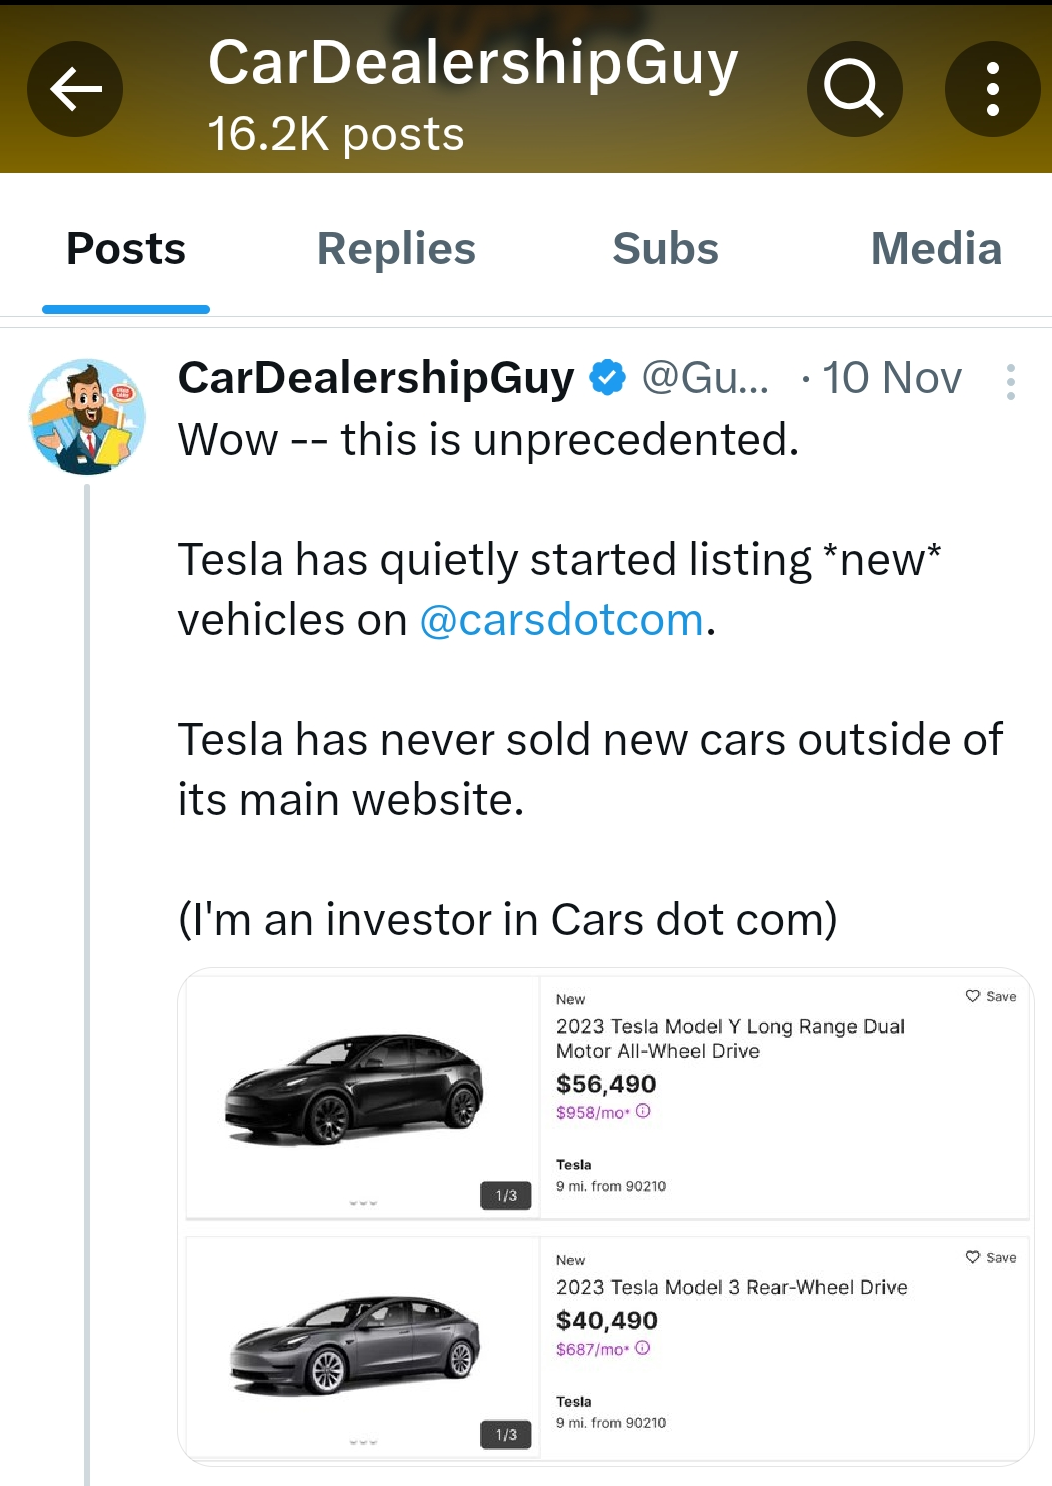 CarDealershipGuy
16.2K posts
Posts Replies Subs Media
CarDealershipGuy @Gu... · 10 Nov
Wow -- this is unprecedented.
Tesla has quietly started listing *new*
vehicles on @carsdotcom.
Tesla has never sold new cars outside of
its main website.
(I'm an investor in Cars dot com)
New
Save
2023 Tesla Model Y Long Range Dual
Motor All-Wheel Drive
$56,490
$958/mo*
Tesla
9 mi. from 90210
1/3
New
Save
2023 Tesla Model 3 Rear-Wheel Drive
$40,490
$687/mo*
Tesla
9 mi. from 90210
1/3